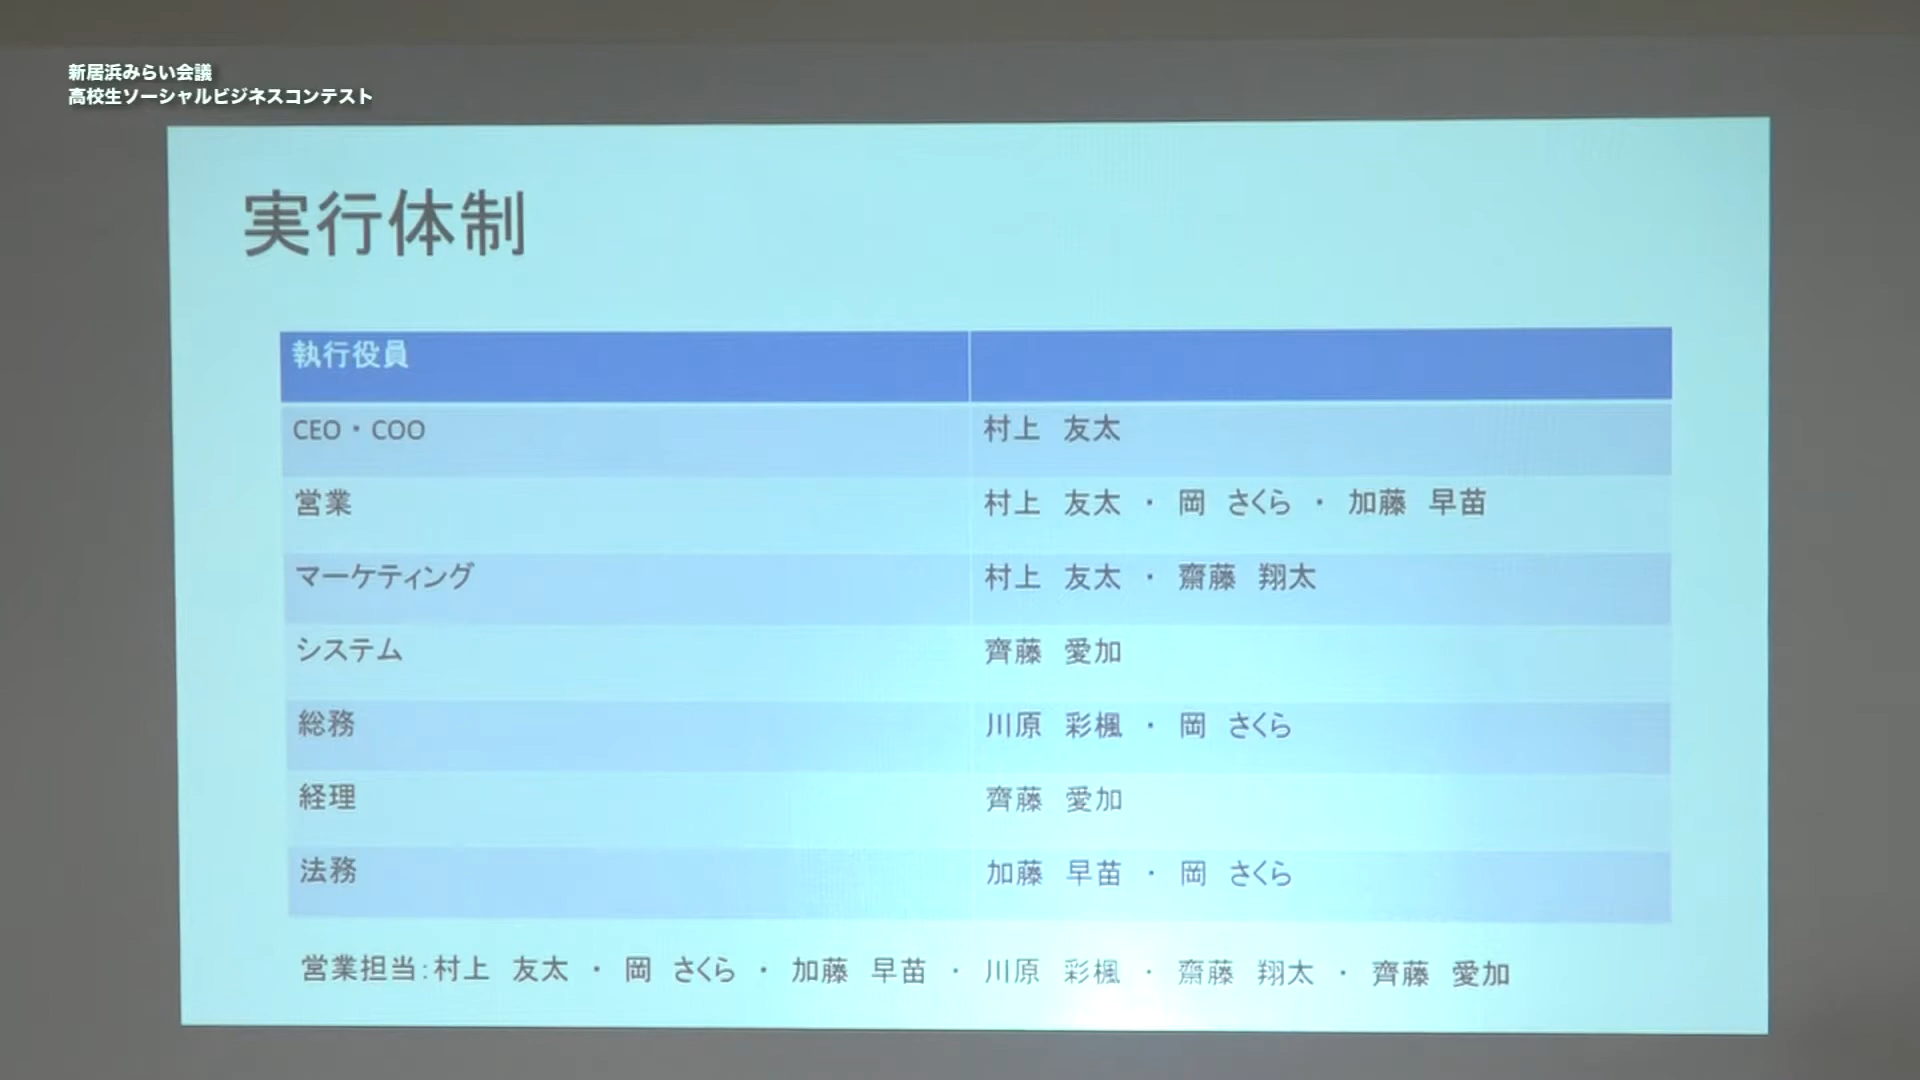 新居浜みらい会議
高校生ソーシャルビジネスコンテスト
実行体制
執行役員
CEO・COO 村上 友太
営業 村上 友太 ・ 岡 さくら ・ 加藤 早苗
マーケティング 村上 友太 ・ 齋藤 翔太
システム 齊藤 愛加
総務 川原 彩楓 ・ 岡 さくら
経理 齊藤 愛加
法務 加藤 早苗 ・ 岡 さくら
営業担当:村上 友太 ・ 岡 さくら ・ 加藤 早苗 ・ 川原 彩楓 ・ 齋藤 翔太 ・ 齊藤 愛加